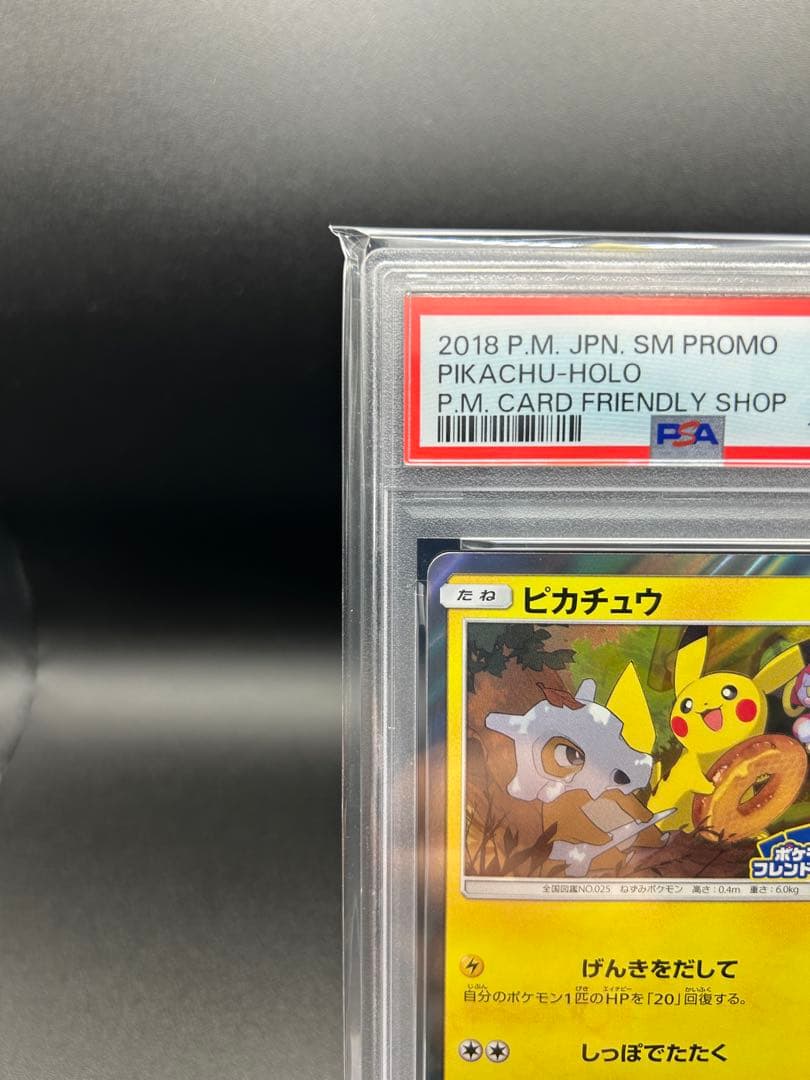 2018 P.M. JPN. SM PROMO
PIKACHU-HOLO
P.M. CARD FRIENDLY SHOP
PSA
たね ピカチュウ
全国図鑑NO.025 ねずみポケモン 高さ:0.4m 重さ:6.0kg
げんきをだして
自分のポケモン1匹のHPを「20」回復する。
しっぽでたたく